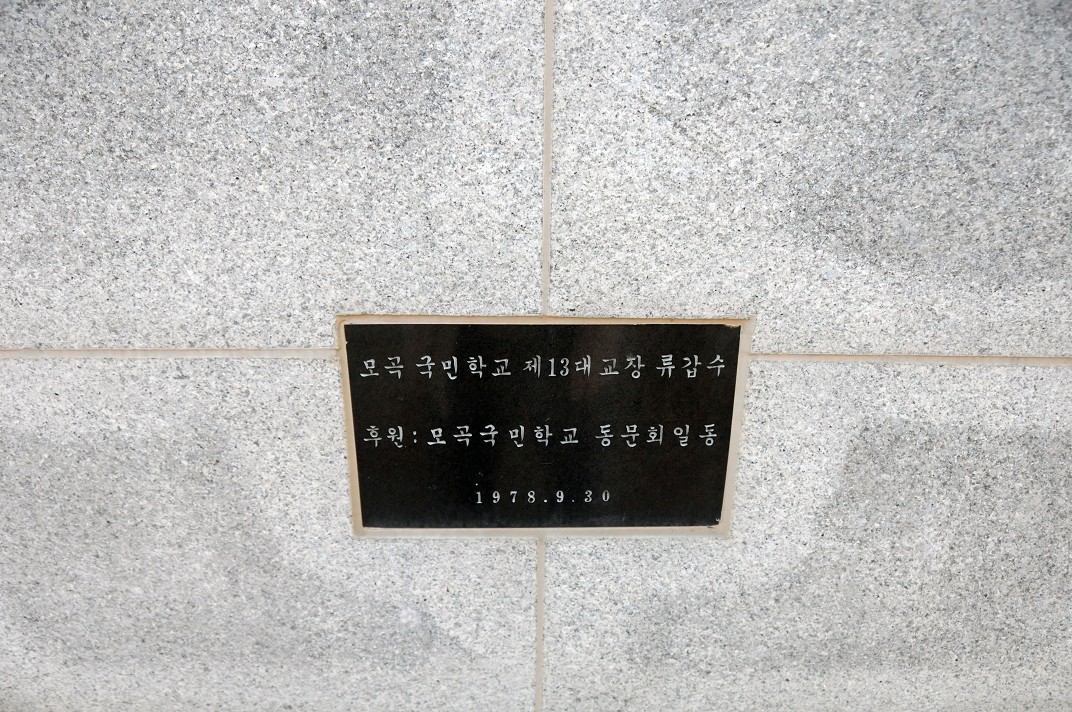 모곡 국민학교 제13대 교장 류갑수
후원: 모곡국민학교 동문회일동
1978.9.30